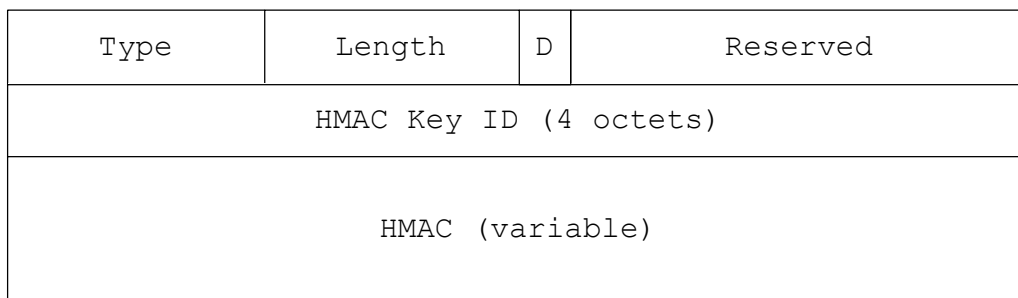 Type Length D Reserved
HMAC Key ID (4 octets)
HMAC (variable)